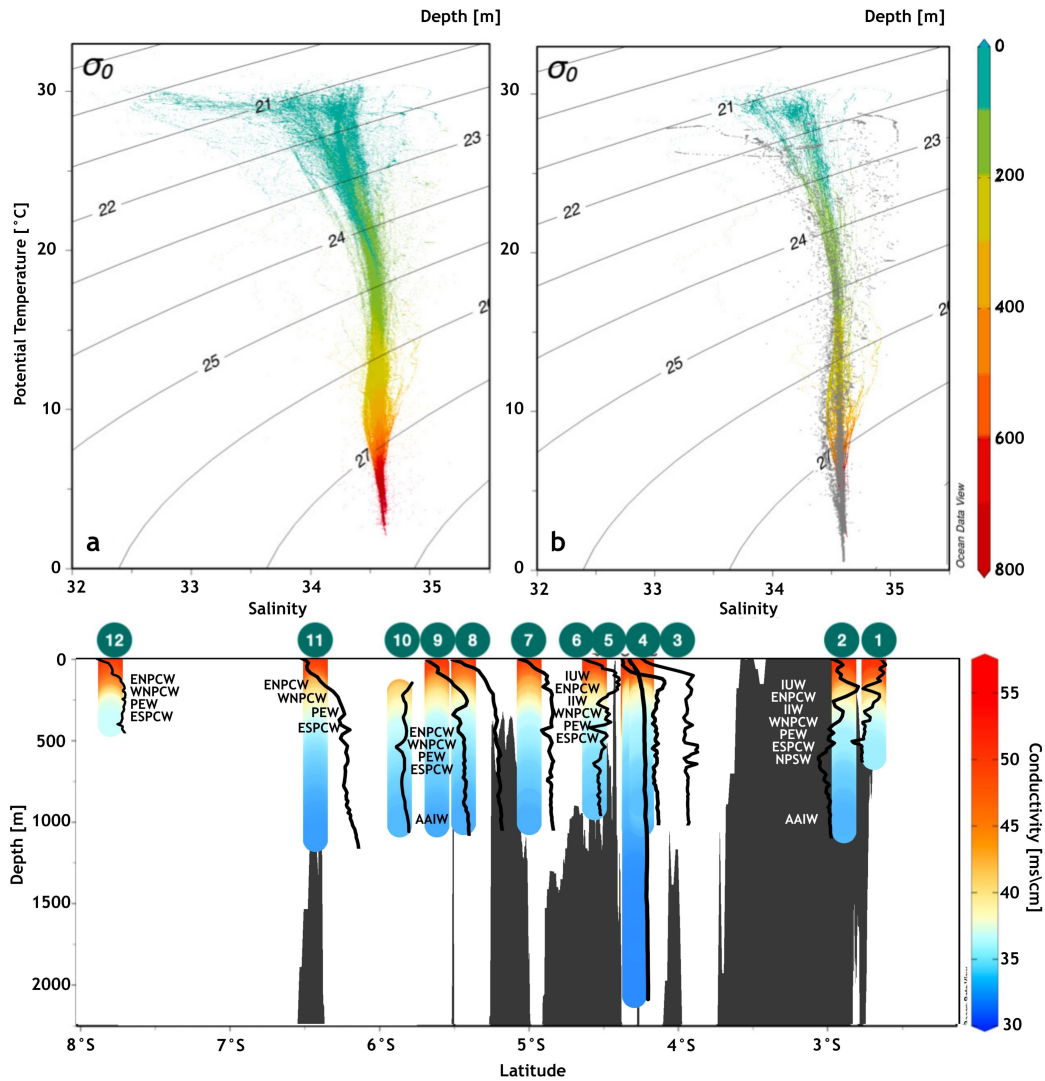 Depth [m]
Depth [m]
σ0
σ0
0
200
400
600
800
30
20
10
0
30
20
10
0
Potential Temperature [˚C]
21
22
23
24
25
27
21
22
23
24
25
27
a
b
Ocean Data View
32
33
34
35
32
33
34
35
Salinity
Salinity
12
11
10
9
8
7
6
5
4
3
2
1
0
500
1000
1500
2000
Depth [m]
ENPCW
WNPCW
PEW
ESPCW
ENPCW
WNPCW
PEW
ESPCW
ENPCW
WNPCW
PEW
ESPCW
AAIW
IUW
ENPCW
IIW
WNPCW
PEW
ESPCW
IUW
ENPCW
IIW
WNPCW
PEW
ESPCW
NPSW
AAIW
55
50
45
40
35
30
Conductivity [ms\cm]
8°S
7°S
6°S
5°S
4°S
3°S
Latitude